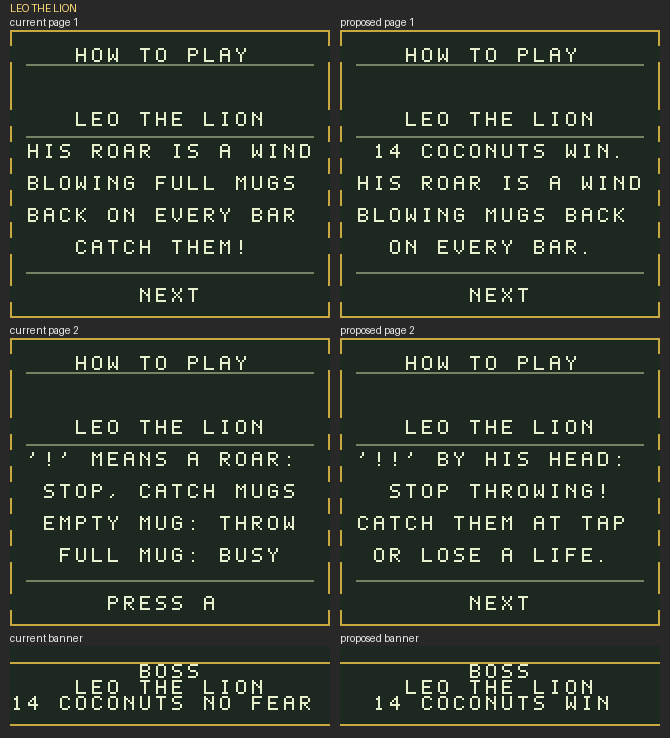 LEO THE LION
current page 1
HOW TO PLAY
LEO THE LION
HIS ROAR IS A WIND
BLOWING FULL MUGS
BACK ON EVERY BAR
CATCH THEM!
NEXT
proposed page 1
HOW TO PLAY
LEO THE LION
14 COCONUTS WIN.
HIS ROAR IS A WIND
BLOWING MUGS BACK
ON EVERY BAR.
NEXT
current page 2
HOW TO PLAY
LEO THE LION
'!' MEANS A ROAR:
STOP, CATCH MUGS
EMPTY MUG: THROW
FULL MUG: BUSY
PRESS A
proposed page 2
HOW TO PLAY
LEO THE LION
'!!' BY HIS HEAD:
STOP THROWING!
CATCH THEM AT TAP
OR LOSE A LIFE.
NEXT
current banner
BOSS
LEO THE LION
14 COCONUTS NO FEAR
proposed banner
BOSS
LEO THE LION
14 COCONUTS WIN